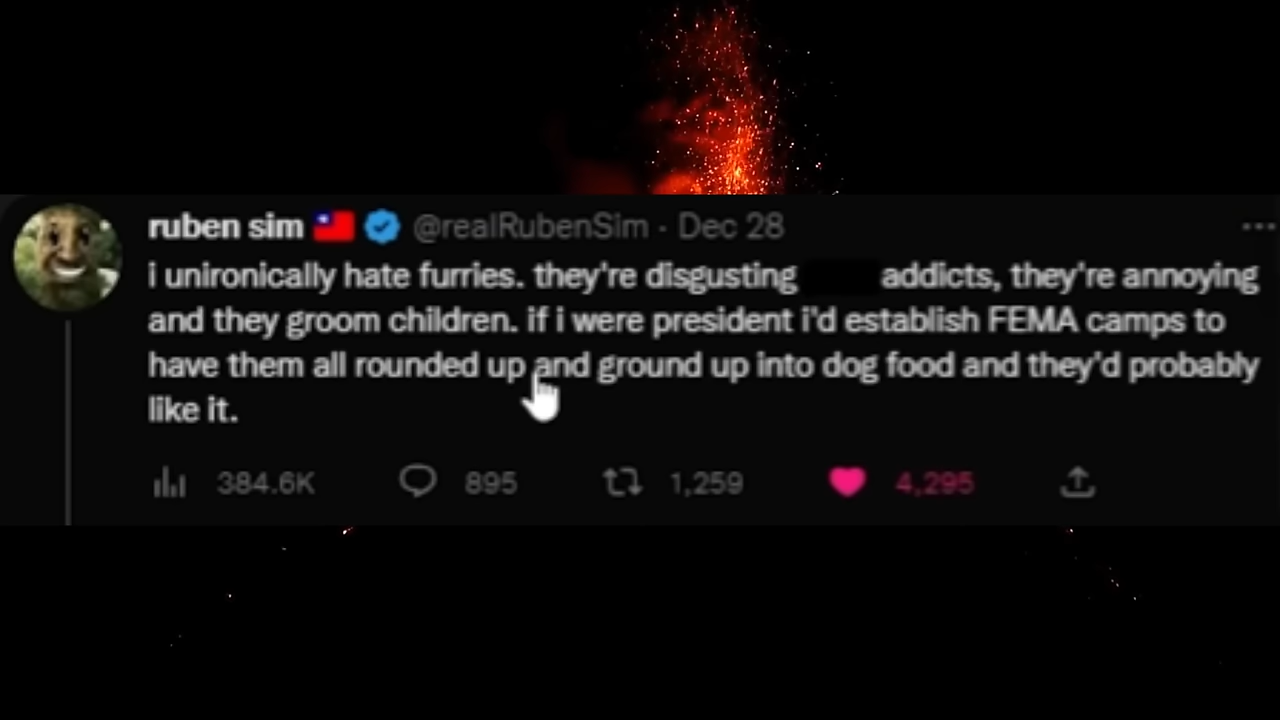 ruben sim @realRubenSim · Dec 28
i unironically hate furries. they're disgusting addicts, they're annoying
and they groom children. if i were president i'd establish FEMA camps to
have them all rounded up and ground up into dog food and they'd probably
like it.
384.6K 895 1,259 4,295